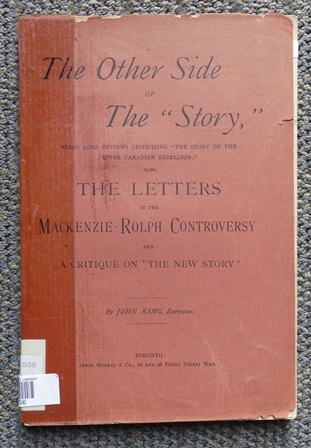 The Other Side
OF
The "Story,"
BEING SOME REVIEWS CRITICISING "THE STORY OF THE
UPPER CANADIAN REBELLION;"
ALSO,
THE LETTERS
IN THE
MACKENZIE-ROLPH CONTROVERSY
AND
A CRITIQUE ON "THE NEW STORY."
By JOHN KING, Barrister.
TORONTO:
JAMES MURRAY & CO., 26 AND 28 FRONT STREET WEST
LIBRARY